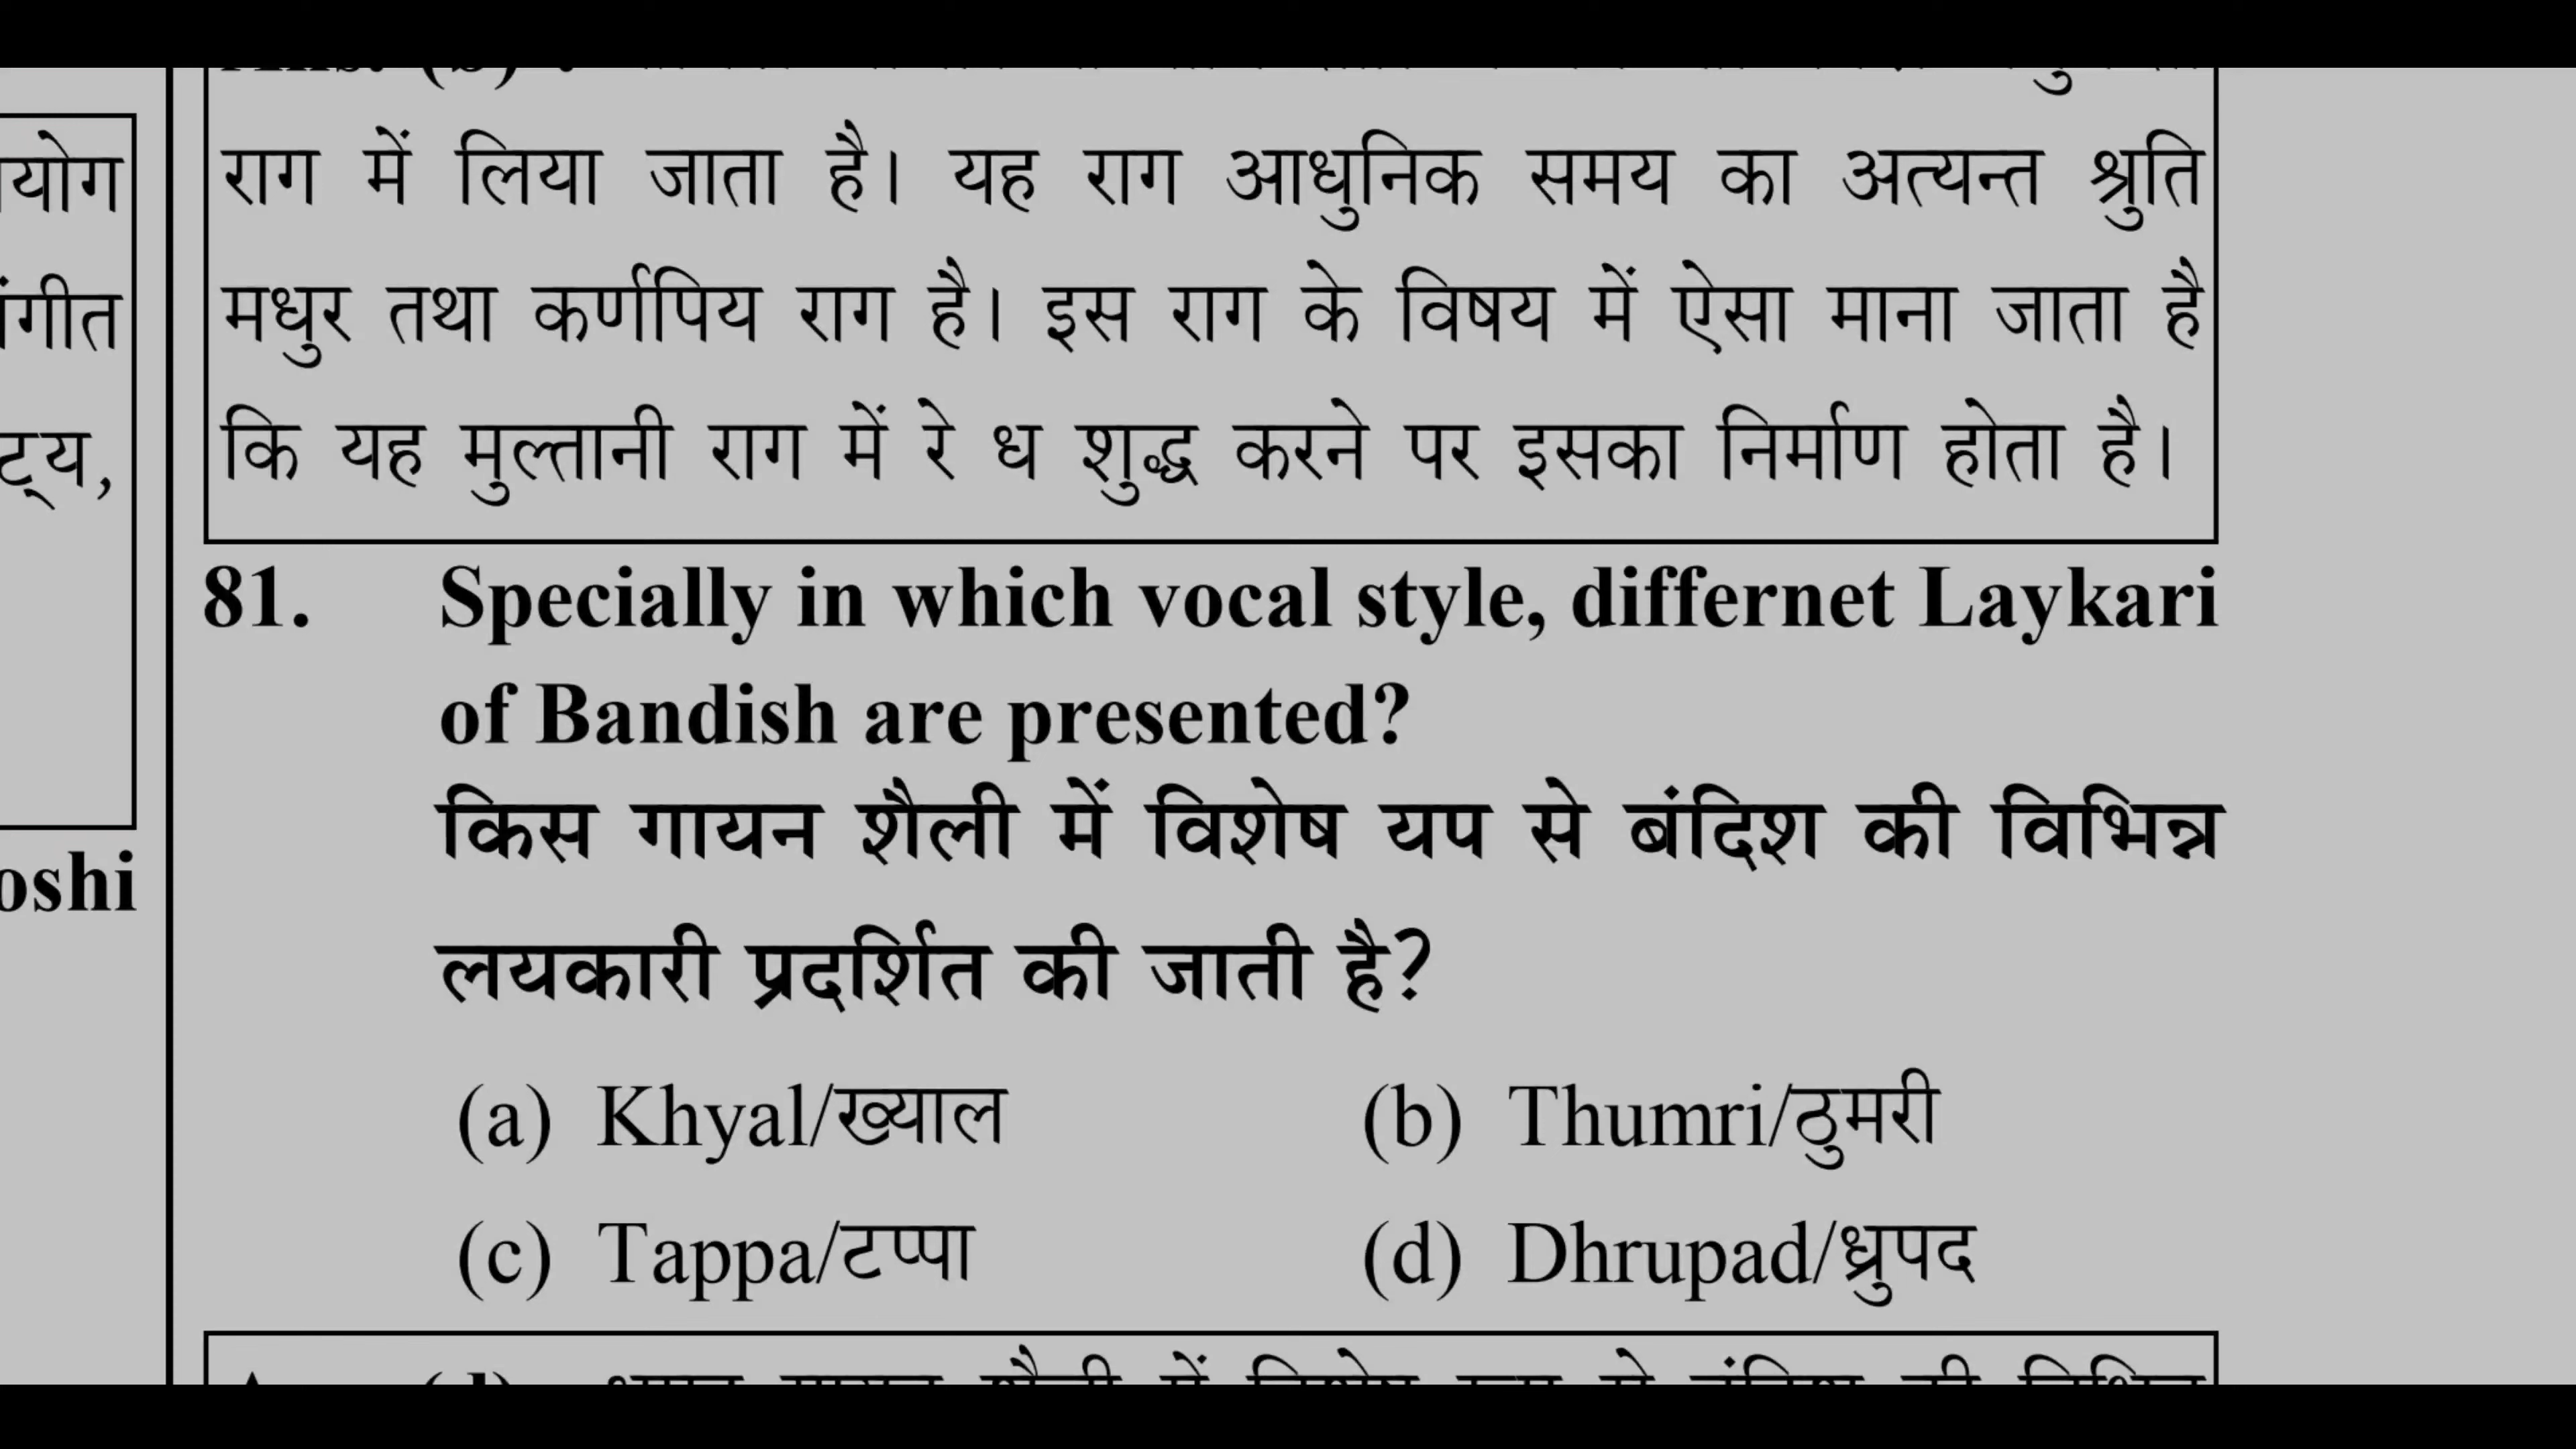 योग
गीत
ट्य,
oshi
राग में लिया जाता है। यह राग आधुनिक समय का अत्यन्त श्रुति
मधुर तथा कर्णपिय राग है। इस राग के विषय में ऐसा माना जाता है
कि यह मुल्तानी राग में रे ध शुद्ध करने पर इसका निर्माण होता है।
81. Specially in which vocal style, differnet Laykari
of Bandish are presented?
किस गायन शैली में विशेष यप से बंदिश की विभिन्न
लयकारी प्रदर्शित की जाती है?
(a) Khyal/ख्याल (b) Thumri/ठुमरी
(c) Tappa/टप्पा (d) Dhrupad/ध्रुपद